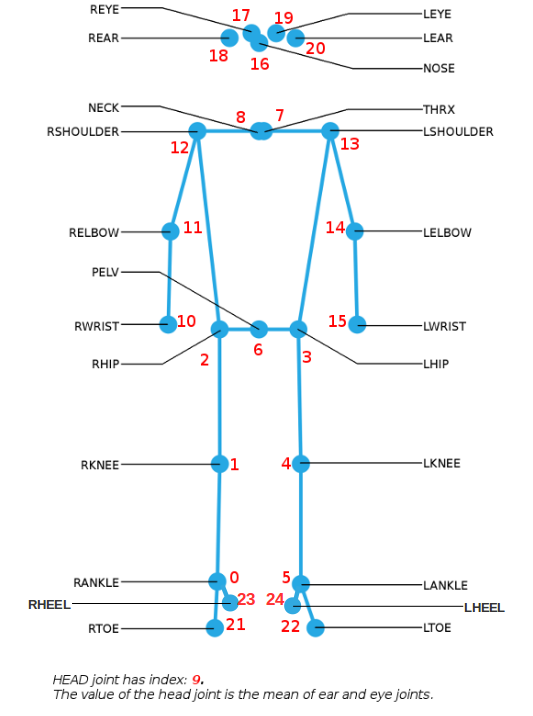 REYE
17
19
LEYE
REAR
LEAR
18
16
20
NOSE
NECK
8
7
THRX
RSHOULDER
LSHOULDER
12
13
RELBOW
11
14
LELBOW
PELV
RWRIST
10
15
LWRIST
6
RHIP
2
3
LHIP
RKNEE
1
4
LKNEE
RANKLE
0
5
LANKLE
RHEEL
23
24
LHEEL
RTOE
21
22
LTOE
HEAD joint has index: 9.
The value of the head joint is the mean of ear and eye joints.